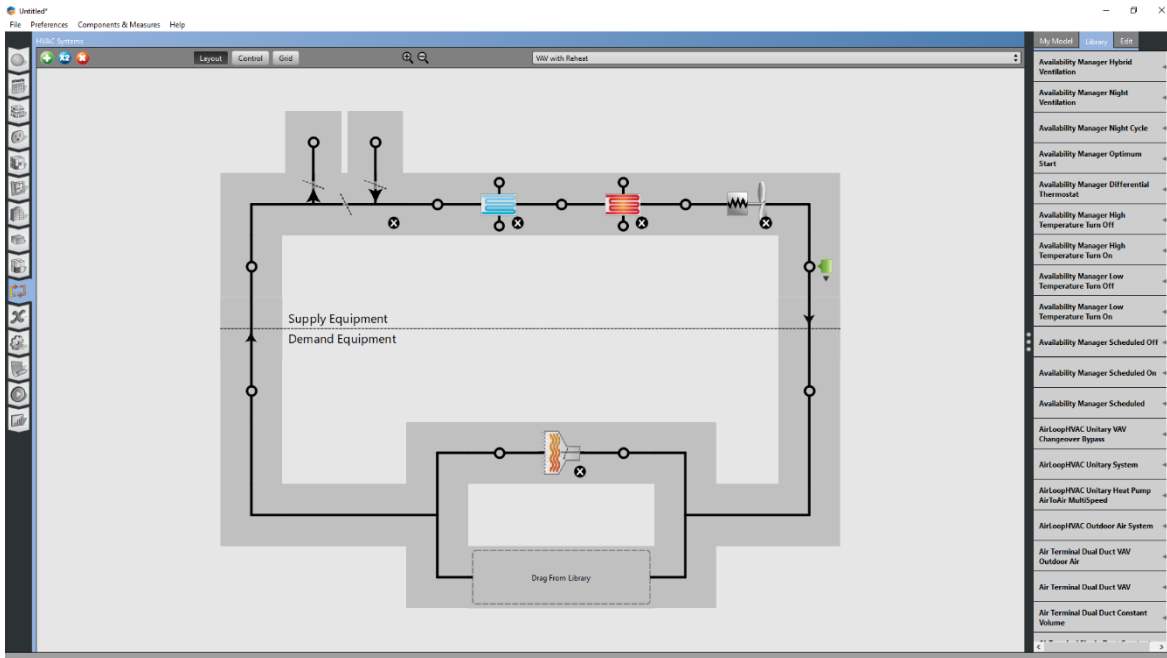 Untitled*
File Preferences Components & Measures Help
HVAC Systems
My Model Library Edit
X2
Layout Control Grid
VAV with Reheat
Supply Equipment
Demand Equipment
Drag From Library
Availability Manager Hybrid
Ventilation
Availability Manager Night
Ventilation
Availability Manager Night Cycle
Availability Manager Optimum
Start
Availability Manager Differential
Thermostat
Availability Manager High
Temperature Turn Off
Availability Manager High
Temperature Turn On
Availability Manager Low
Temperature Turn Off
Availability Manager Low
Temperature Turn On
Availability Manager Scheduled Off
Availability Manager Scheduled On
Availability Manager Scheduled
AirLoopHVAC Unitary VAV
Changeover Bypass
AirLoopHVAC Unitary System
AirLoopHVAC Unitary Heat Pump
AirToAir MultiSpeed
AirLoopHVAC Outdoor Air System
Air Terminal Dual Duct VAV
Outdoor Air
Air Terminal Dual Duct VAV
Air Terminal Dual Duct Constant
Volume